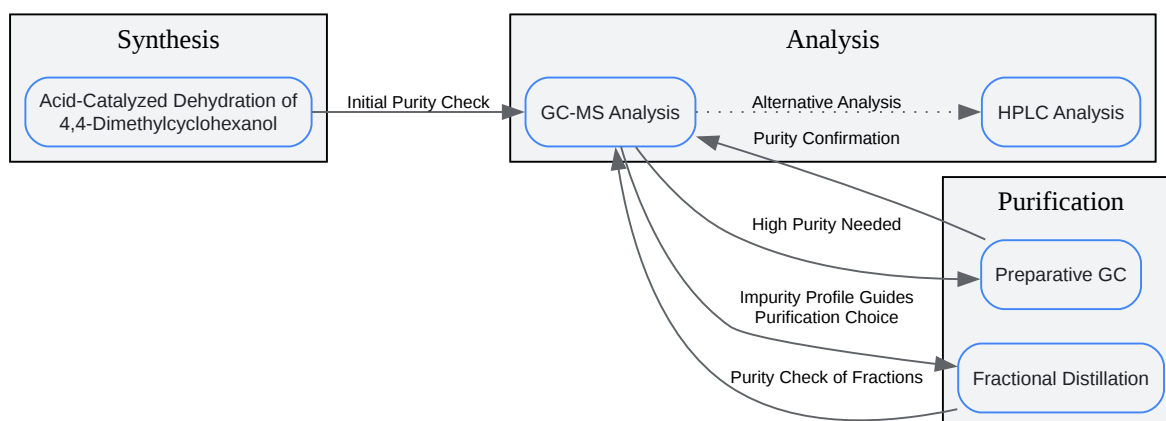 Synthesis
Acid-Catalyzed Dehydration of
4,4-Dimethylcyclohexanol
Initial Purity Check
Analysis
GC-MS Analysis
Alternative Analysis
HPLC Analysis
Purity Confirmation
Purification
High Purity Needed
Preparative GC
Impurity Profile Guides
Purification Choice
Purity Check of Fractions
Fractional Distillation